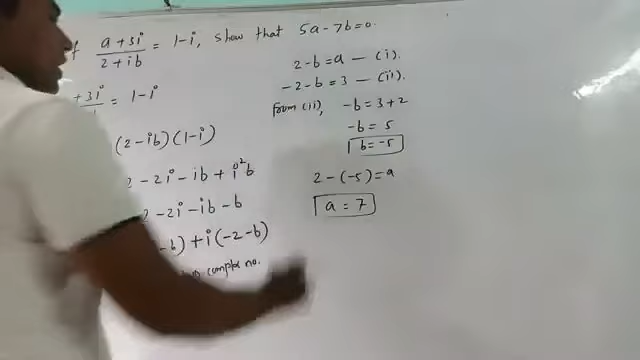 f (a + 3i)/(2 + ib) = 1 - i, show that 5a - 7b = 0.
+ 3i/ = 1 - i
(2 - ib)(1 - i)
2 - 2i - ib + i²b
2 - 2i - ib - b
- b) + i(-2 - b)
complex no.
2 - b = a — (i).
-2 - b = 3 — (ii).
From (ii), -b = 3 + 2
-b = 5
b = -5
2 - (-5) = a
a = 7